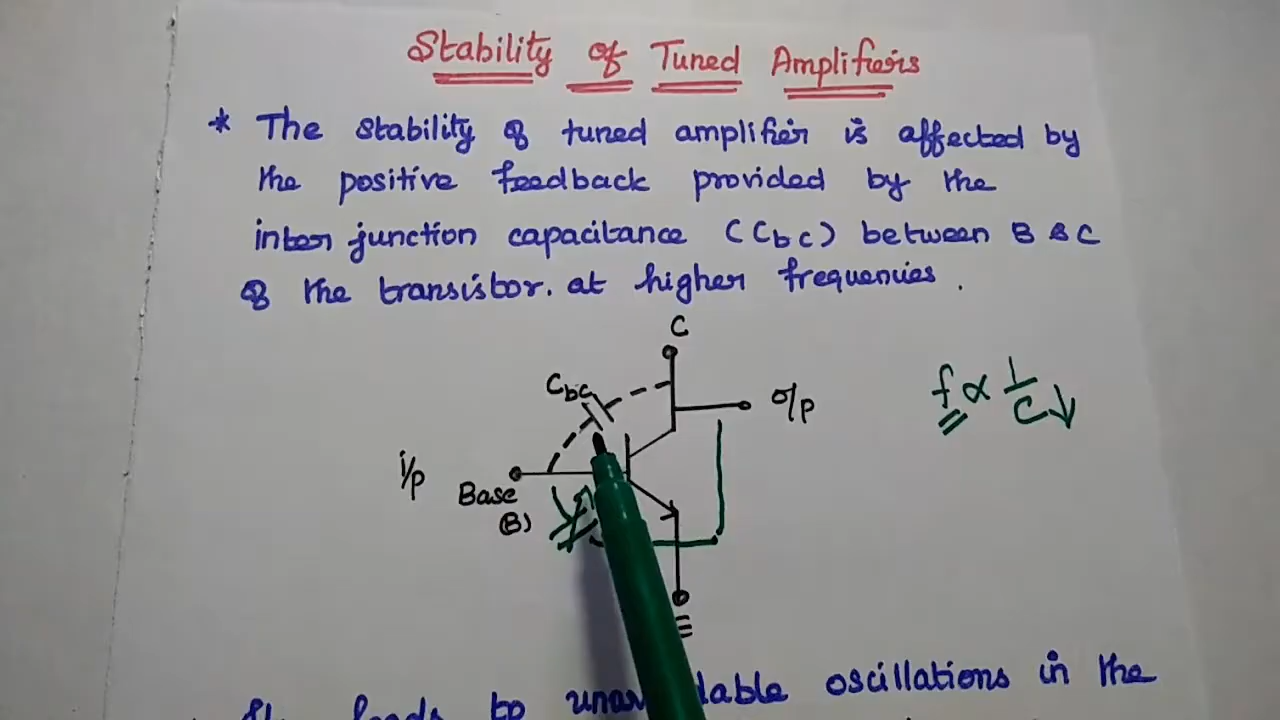 Stability of Tuned Amplifiers
* The stability of tuned amplifier is affected by
the positive feedback provided by the
inter junction capacitance (Cbc) between B & C
of the transistor. at higher frequencies.
C
Cbc
o/p
f ∝ 1/C ↓
i/p
Base
(B)
to oscillations in the